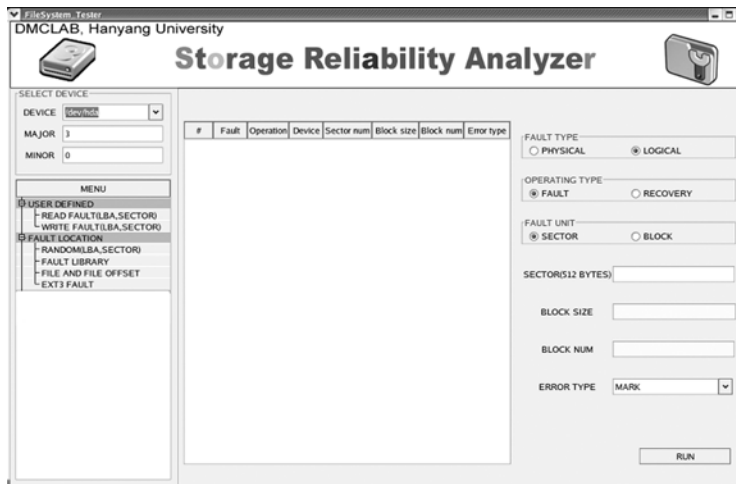 FileSystem_Tester
DMCLAB, Hanyang University
Storage Reliability Analyzer
SELECT DEVICE
DEVICE /dev/hda
MAJOR 3
MINOR 0
MENU
USER DEFINED
READ FAULT(LBA,SECTOR)
WRITE FAULT(LBA,SECTOR)
FAULT LOCATION
RANDOM(LBA,SECTOR)
FAULT LIBRARY
FILE AND FILE OFFSET
EXT3 FAULT
# Fault Operation Device Sector num Block size Block num Error type
FAULT TYPE
PHYSICAL LOGICAL
OPERATING TYPE
FAULT RECOVERY
FAULT UNIT
SECTOR BLOCK
SECTOR(512 BYTES)
BLOCK SIZE
BLOCK NUM
ERROR TYPE MARK
RUN